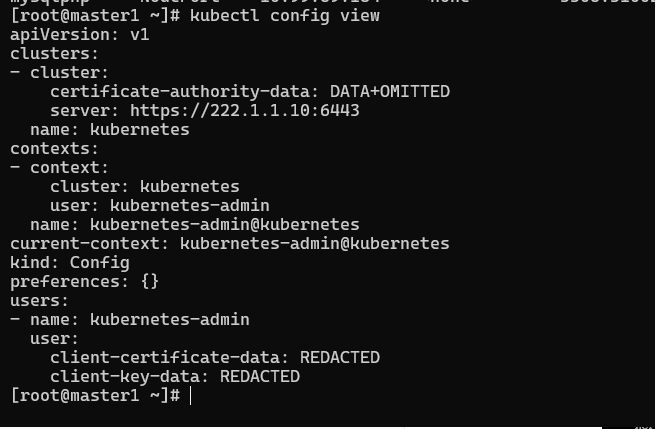 [root@master1 ~]# kubectl config view
apiVersion: v1
clusters:
- cluster:
    certificate-authority-data: DATA+OMITTED
    server: https://222.1.1.10:6443
  name: kubernetes
contexts:
- context:
    cluster: kubernetes
    user: kubernetes-admin
  name: kubernetes-admin@kubernetes
current-context: kubernetes-admin@kubernetes
kind: Config
preferences: {}
users:
- name: kubernetes-admin
  user:
    client-certificate-data: REDACTED
    client-key-data: REDACTED
[root@master1 ~]#